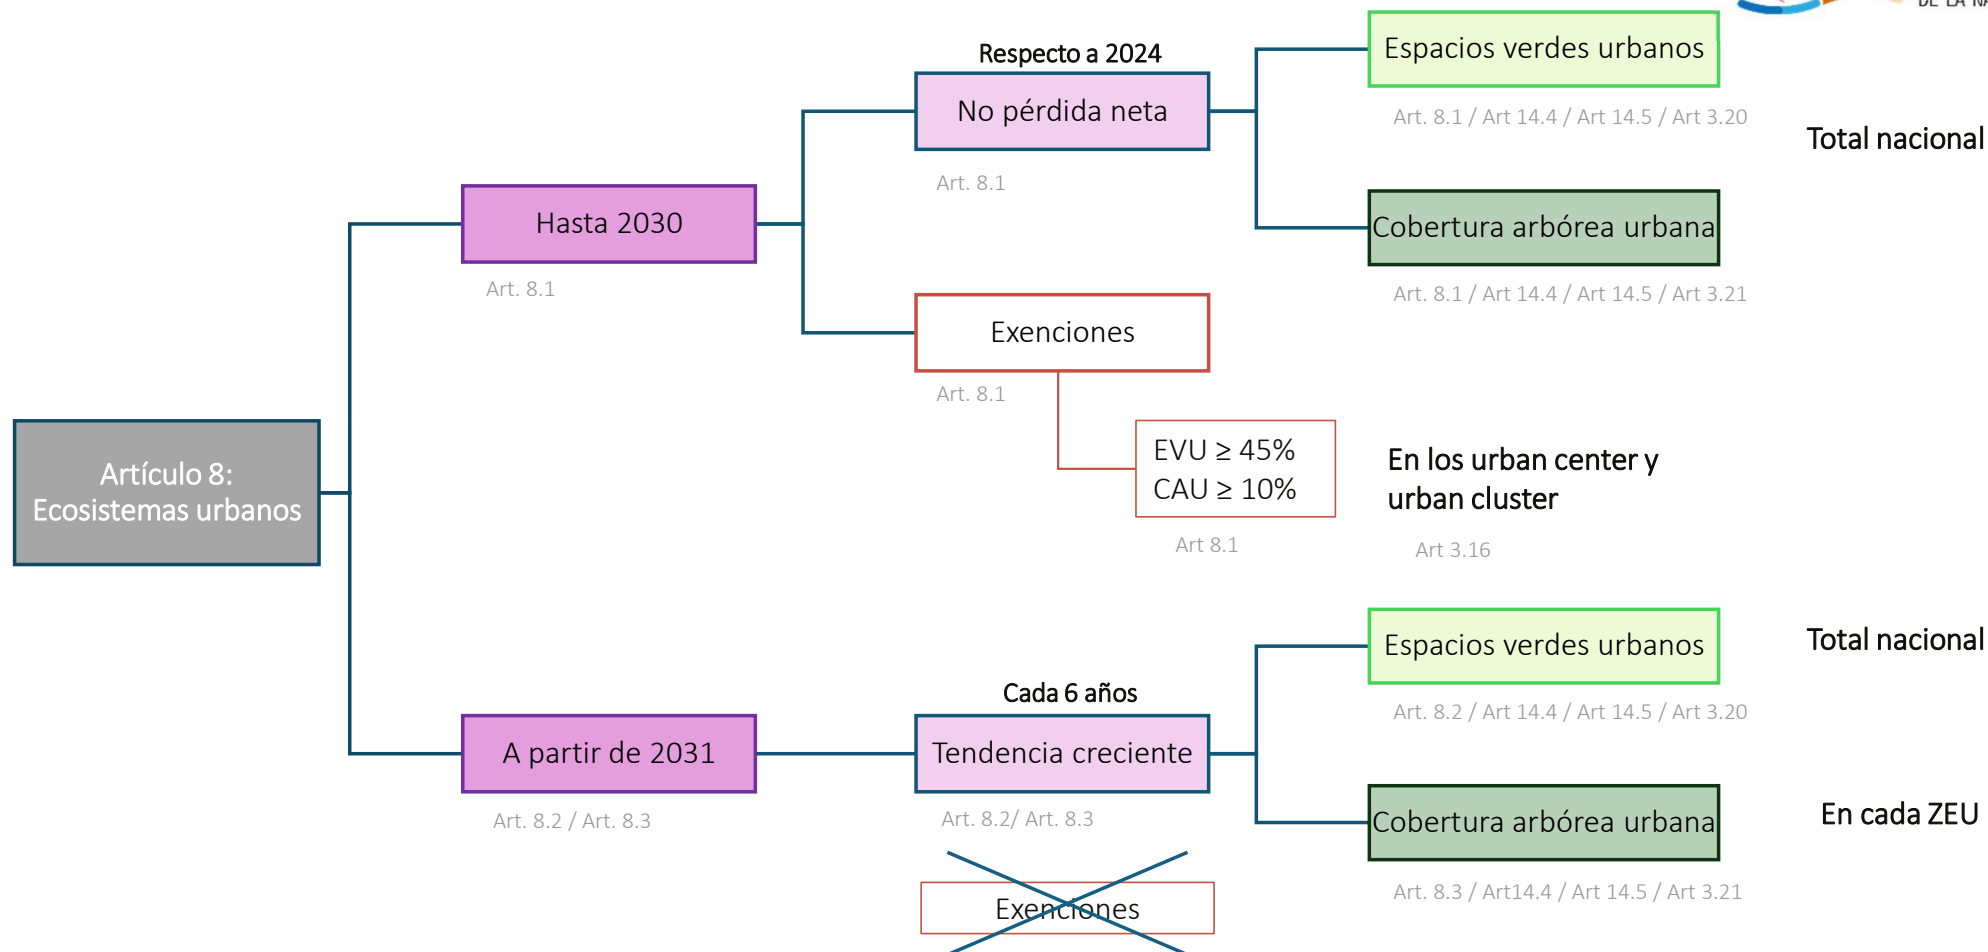 DE LA NA
Respecto a 2024
No pérdida neta
Art. 8.1
Espacios verdes urbanos
Art. 8.1 / Art 14.4 / Art 14.5 / Art 3.20
Total nacional
Cobertura arbórea urbana
Art. 8.1 / Art 14.4 / Art 14.5 / Art 3.21
Hasta 2030
Art. 8.1
Exenciones
Art. 8.1
EVU ≥ 45%
CAU ≥ 10%
Art 8.1
En los urban center y
urban cluster
Art 3.16
Artículo 8:
Ecosistemas urbanos
A partir de 2031
Art. 8.2 / Art. 8.3
Cada 6 años
Tendencia creciente
Art. 8.2/ Art. 8.3
Exenciones
Espacios verdes urbanos
Art. 8.2 / Art 14.4 / Art 14.5 / Art 3.20
Total nacional
Cobertura arbórea urbana
Art. 8.3 / Art14.4 / Art 14.5 / Art 3.21
En cada ZEU